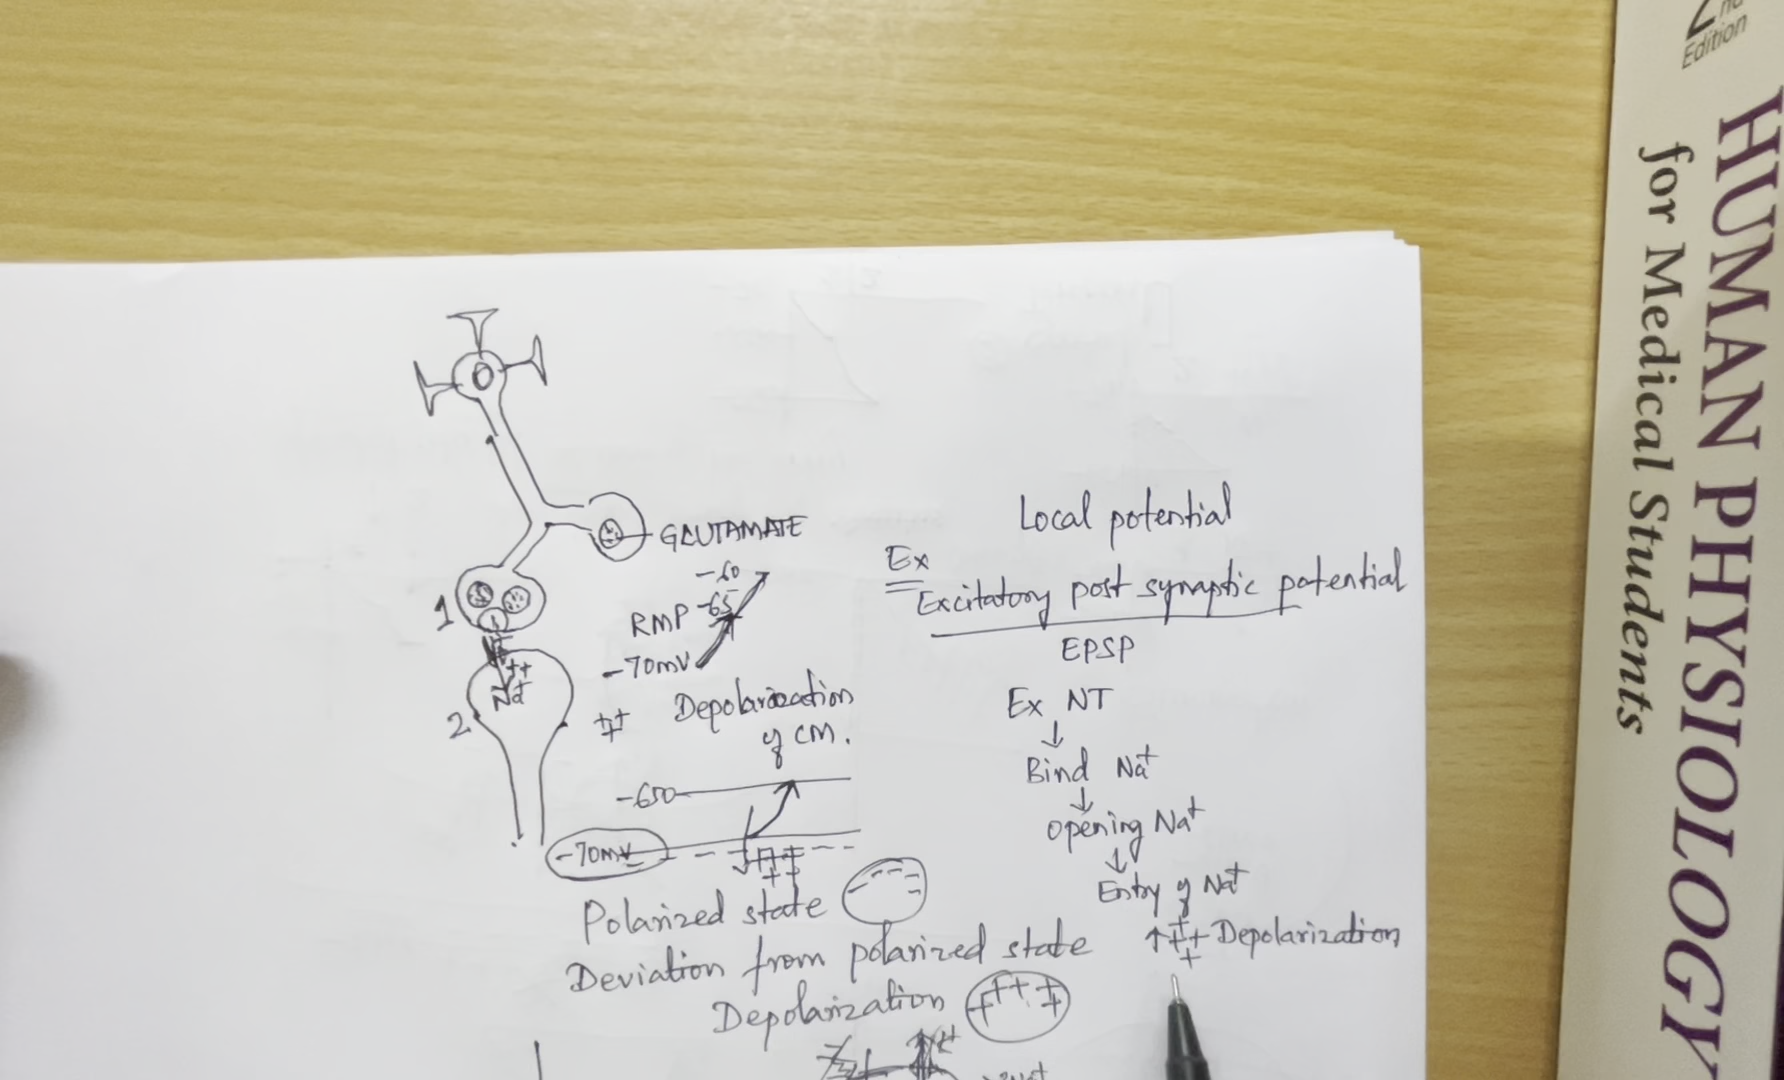 GLUTAMATE
1
-60
RMP -65
-70mV
++
Na+
2
++
+
Depolarization
of CM.
-650
-70mV
+++
++
Polarized state
Deviation from polarized state
Depolarization
++++
Local potential
Ex
Excitatory post synaptic potential
EPSP
Ex NT
↓
Bind Na+
↓
Opening Na+
↓
Entry of Na+
↑+++ Depolarization
+
2nd
Edition
HUMAN PHYSIOLOGY
for Medical Students